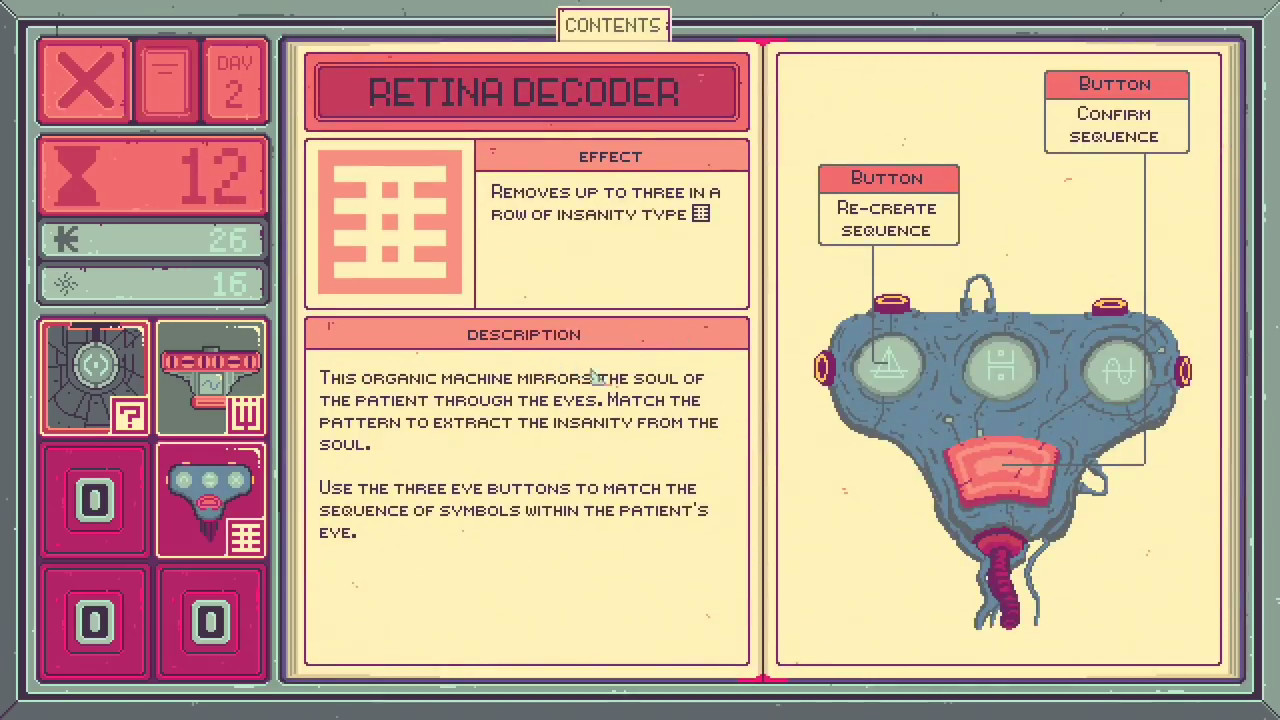 CONTENTS
DAY
2
12
26
16
?
0
0
0
RETINA DECODER
EFFECT
REMOVES UP TO THREE IN A
ROW OF INSANITY TYPE
DESCRIPTION
THIS ORGANIC MACHINE MIRRORS THE SOUL OF
THE PATIENT THROUGH THE EYES. MATCH THE
PATTERN TO EXTRACT THE INSANITY FROM THE
SOUL.
USE THE THREE EYE BUTTONS TO MATCH THE
SEQUENCE OF SYMBOLS WITHIN THE PATIENT'S
EYE.
BUTTON
CONFIRM
SEQUENCE
BUTTON
RE-CREATE
SEQUENCE